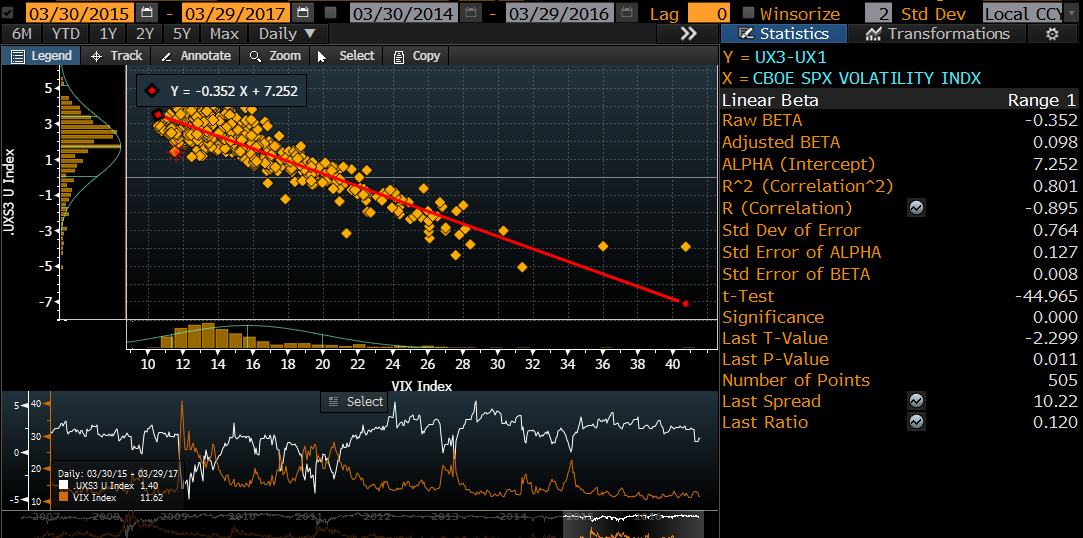 03/30/2015 - 03/29/2017 - 03/30/2014 - 03/29/2016 Lag 0 Winsorize 2 Std Dev Local CCY
6M YTD 1Y 2Y 5Y Max Daily ▼ »
Statistics Transformations
Legend Track Annotate Zoom Select Copy
Y = UX3-UX1
X = CBOE SPX VOLATILITY INDX
Linear Beta Range 1
Raw BETA -0.352
Adjusted BETA 0.098
ALPHA (Intercept) 7.252
R^2 (Correlation^2) 0.801
R (Correlation) -0.895
Std Dev of Error 0.764
Std Error of ALPHA 0.127
Std Error of BETA 0.008
t-Test -44.965
Significance 0.000
Last T-Value -2.299
Last P-Value 0.011
Number of Points 505
Last Spread 10.22
Last Ratio 0.120
Y = -0.352 X + 7.252
.UXS3 U Index
5
3
1
-1
-3
-5
-7
10 12 14 16 18 20 22 24 26 28 30 32 34 36 38 40
VIX Index
Select
5
0
-5
40
30
20
10
Daily: 03/30/15 - 03/29/17
.UXS3 U Index 1.40
VIX Index 11.62
2007 2008 2009 2010 2011 2012 2013 2014